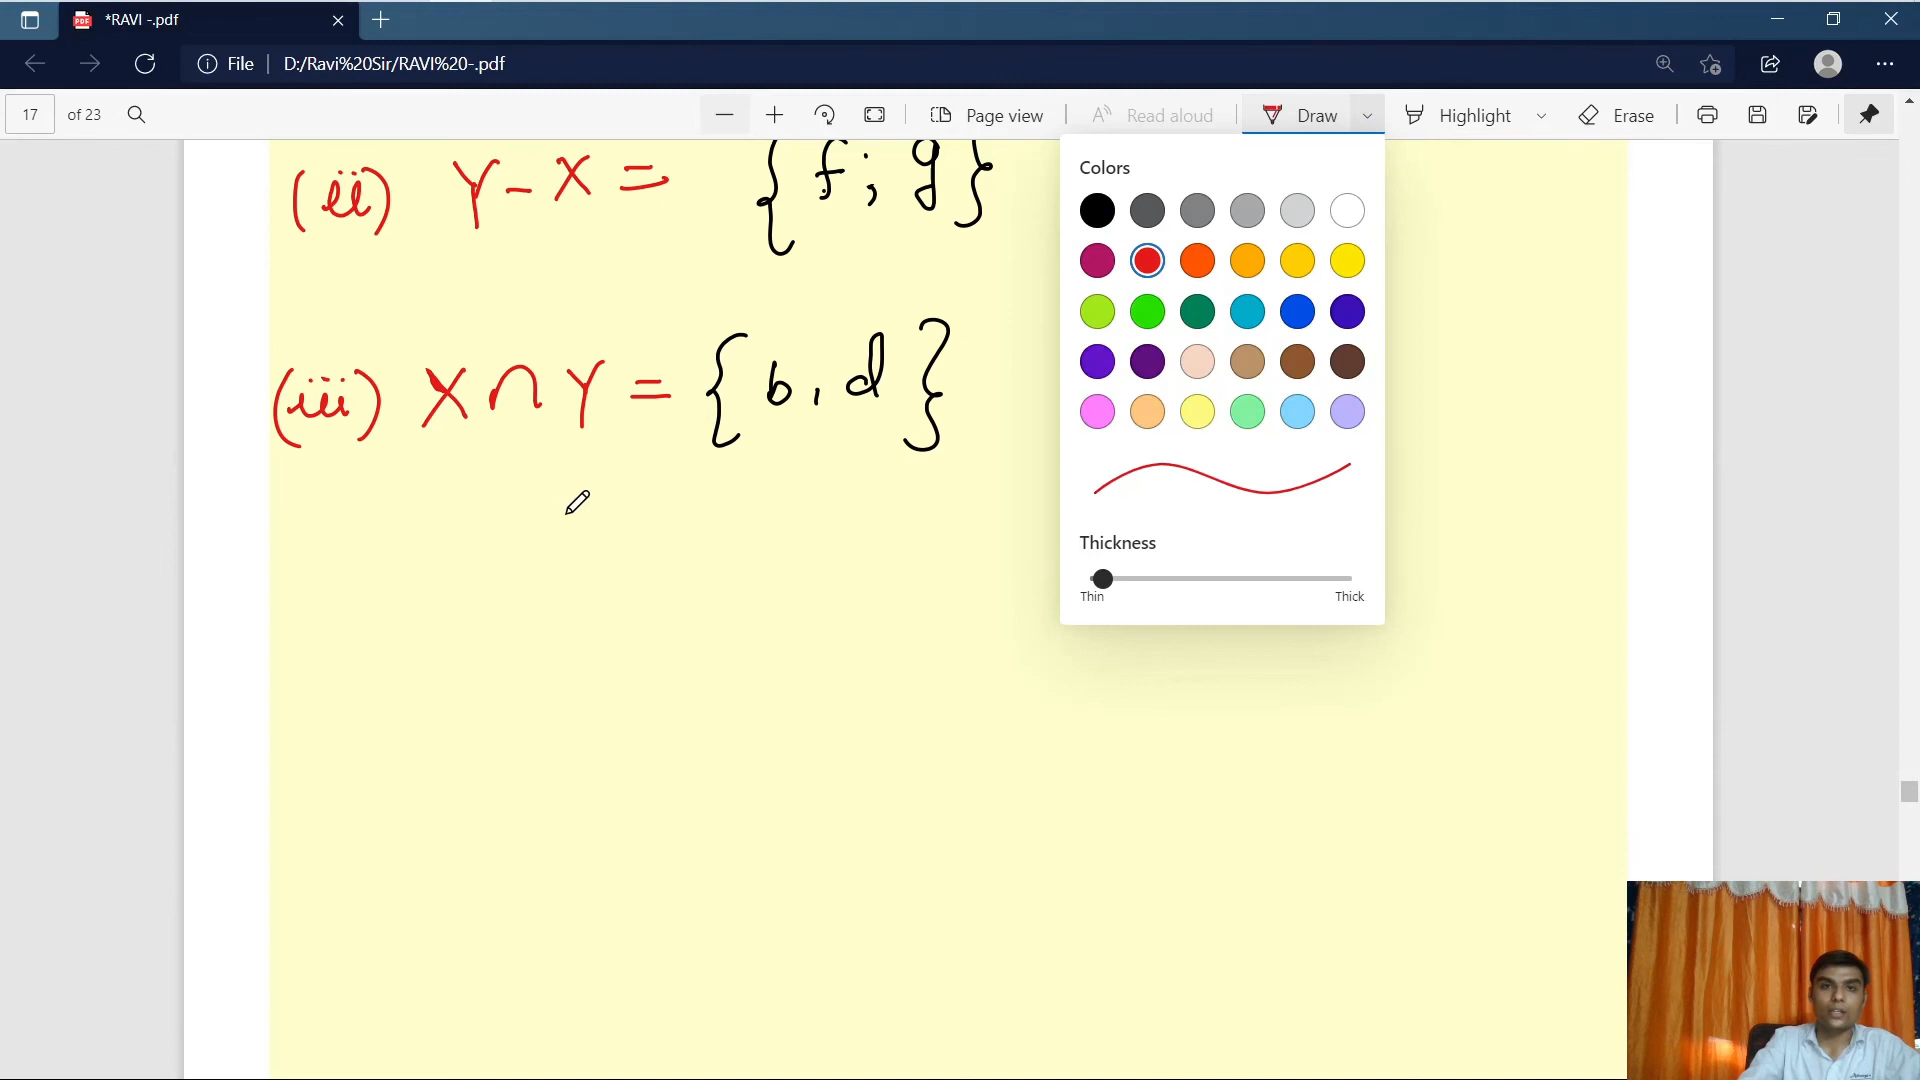 *RAVI -.pdf
File D:/Ravi%20Sir/RAVI%20-.pdf
17 of 23 Page view Read aloud Draw Highlight Erase
(ii) Y - X = {f, g}
(iii) X ∩ Y = {b, d}
Colors
Thickness
Thin Thick